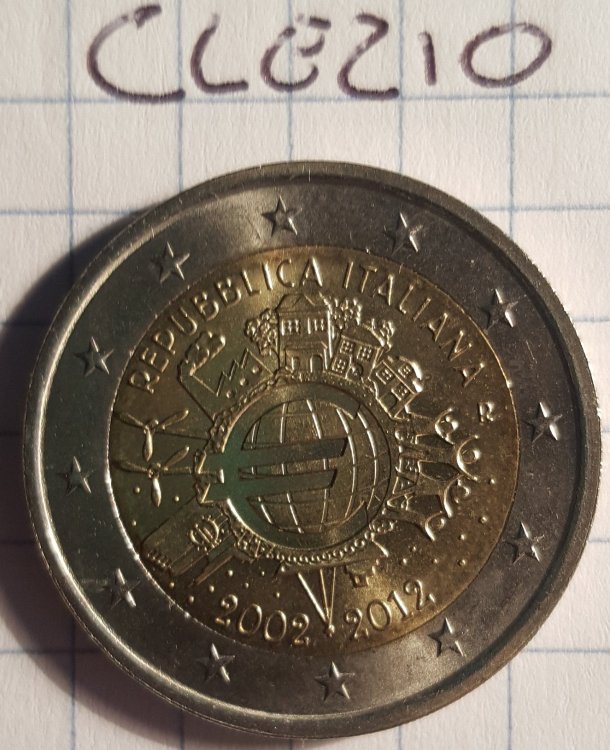 CLEZIO
REPUBBLICA ITALIANA
R
2002 • 2012